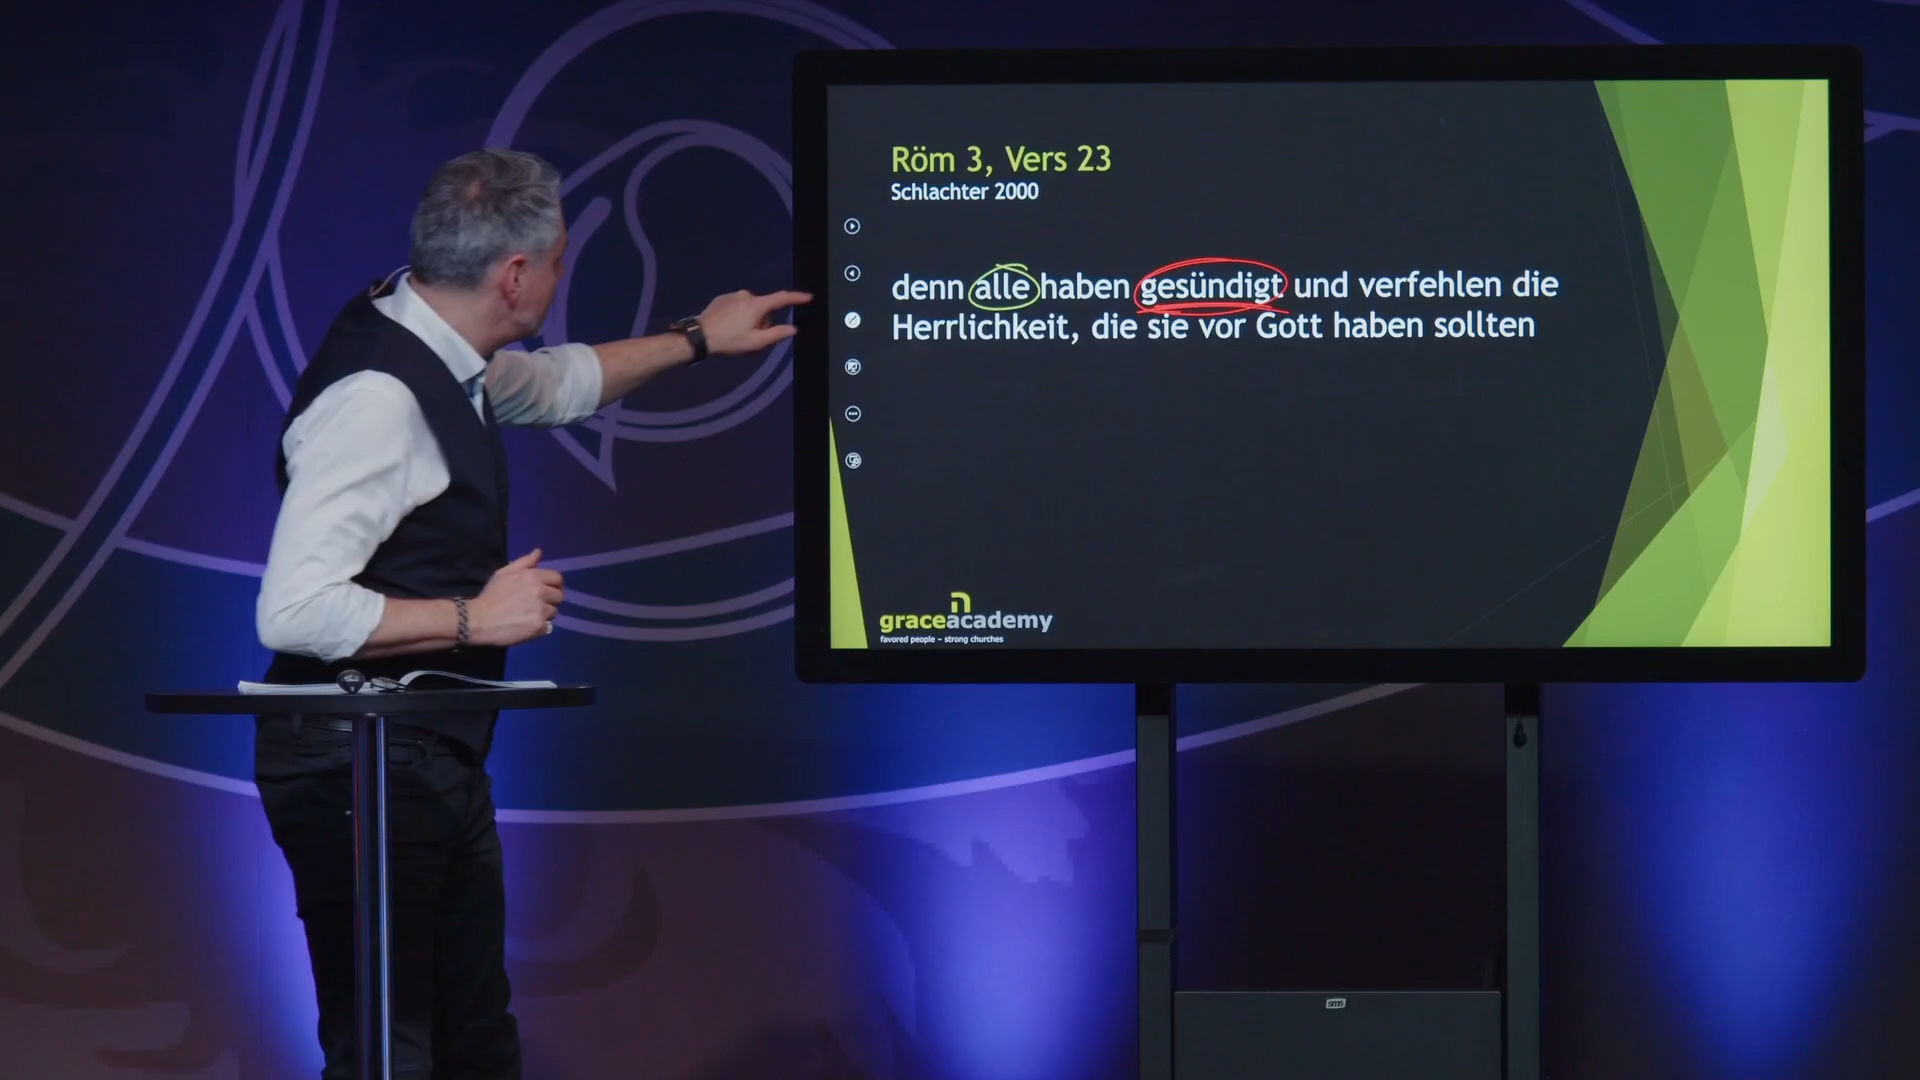 Röm 3, Vers 23
Schlachter 2000
denn alle haben gesündigt und verfehlen die
Herrlichkeit, die sie vor Gott haben sollten
graceacademy
favored people – strong churches
sms